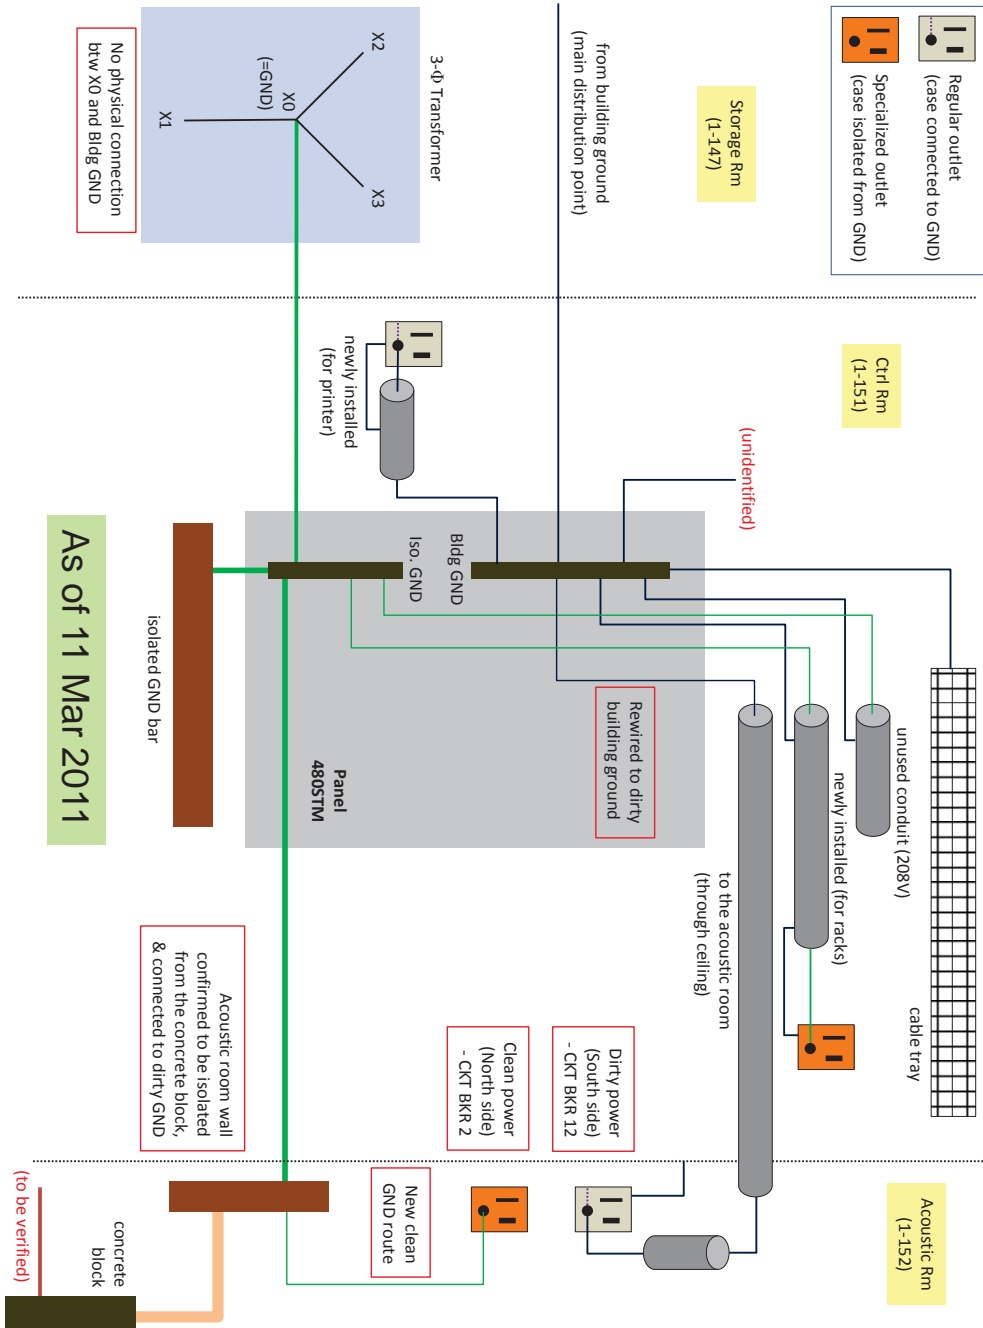 Regular outlet
(case connected to GND)
Specialized outlet
(case isolated from GND)
Storage Rm
(1-147)
from building ground
(main distribution point)
3-Φ Transformer
X2
X3
X0
(=GND)
X1
No physical connection
btw X0 and Bldg GND
Ctrl Rm
(1-151)
(unidentified)
newly installed
(for printer)
Bldg GND
Iso. GND
isolated GND bar
As of 11 Mar 2011
Rewired to dirty
building ground
Panel
480STM
unused conduit (208V)
newly installed (for racks)
to the acoustic room
(through ceiling)
cable tray
Dirty power
(South side)
- CKT BKR 12
Clean power
(North side)
- CKT BKR 2
Acoustic room wall
confirmed to be isolated
from the concrete block,
& connected to dirty GND
Acoustic Rm
(1-152)
New clean
GND route
concrete
block
(to be verified)